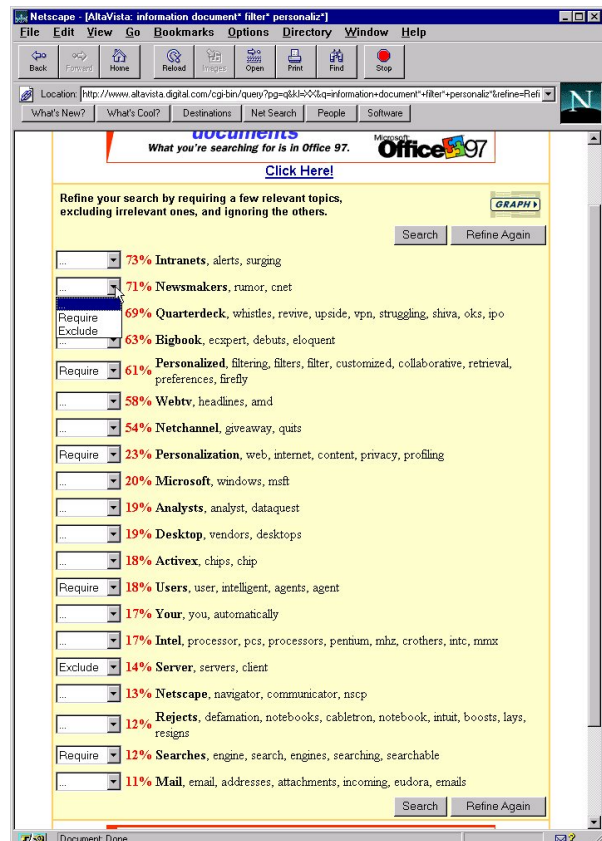 Netscape - [AltaVista: information document* filter* personaliz*]
File Edit View Go Bookmarks Options Directory Window Help
Back Forward Home Reload Images Open Print Find Stop
Location: http://www.altavista.digital.com/cgi-bin/query?pg=q&kl=XX&q=information+document*+filter*+personaliz*&refine=Refi
N
What's New? What's Cool? Destinations Net Search People Software
documents
What you're searching for is in Office 97.
Microsoft
Office 97
Click Here!
Refine your search by requiring a few relevant topics,
excluding irrelevant ones, and ignoring the others.
GRAPH
Search Refine Again
... 73% Intranets, alerts, surging
... 71% Newsmakers, rumor, cnet
...
Require
Exclude
69% Quarterdeck, whistles, revive, upside, vpn, struggling, shiva, oks, ipo
... 63% Bigbook, ecxpert, debuts, eloquent
Require 61% Personalized, filtering, filters, filter, customized, collaborative, retrieval,
preferences, firefly
... 58% Webtv, headlines, amd
... 54% Netchannel, giveaway, quits
Require 23% Personalization, web, internet, content, privacy, profiling
... 20% Microsoft, windows, msft
... 19% Analysts, analyst, dataquest
... 19% Desktop, vendors, desktops
... 18% Activex, chips, chip
Require 18% Users, user, intelligent, agents, agent
... 17% Your, you, automatically
... 17% Intel, processor, pcs, processors, pentium, mhz, crothers, intc, mmx
Exclude 14% Server, servers, client
... 13% Netscape, navigator, communicator, nscp
... 12% Rejects, defamation, notebooks, cabletron, notebook, intuit, boosts, lays,
resigns
Require 12% Searches, engine, search, engines, searching, searchable
... 11% Mail, email, addresses, attachments, incoming, eudora, emails
Search Refine Again
Document: Done